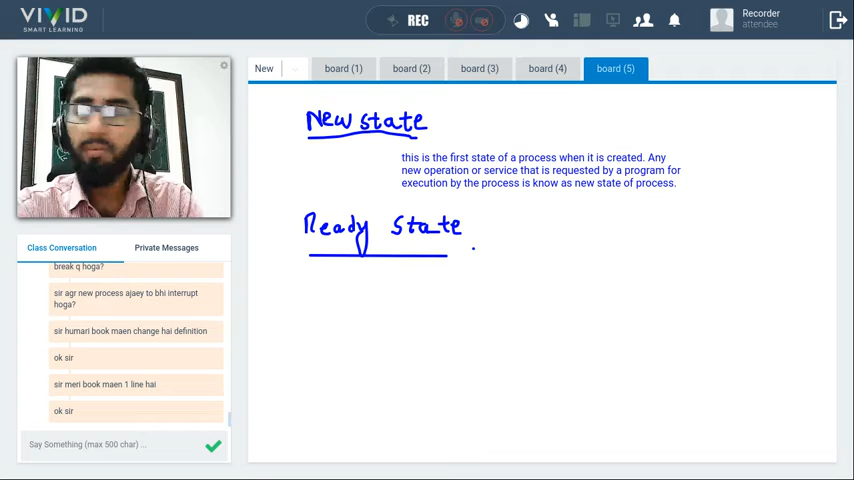 VIVID
SMART LEARNING
REC
Recorder
attendee
New
board (1)
board (2)
board (3)
board (4)
board (5)
New state
this is the first state of a process when it is created. Any
new operation or service that is requested by a program for
execution by the process is know as new state of process.
Ready State
Class Conversation
Private Messages
break q hoga?
sir agr new process ajaey to bhi interrupt
hoga?
sir humari book maen change hai definition
ok sir
sir meri book maen 1 line hai
ok sir
Say Something (max 500 char) ...